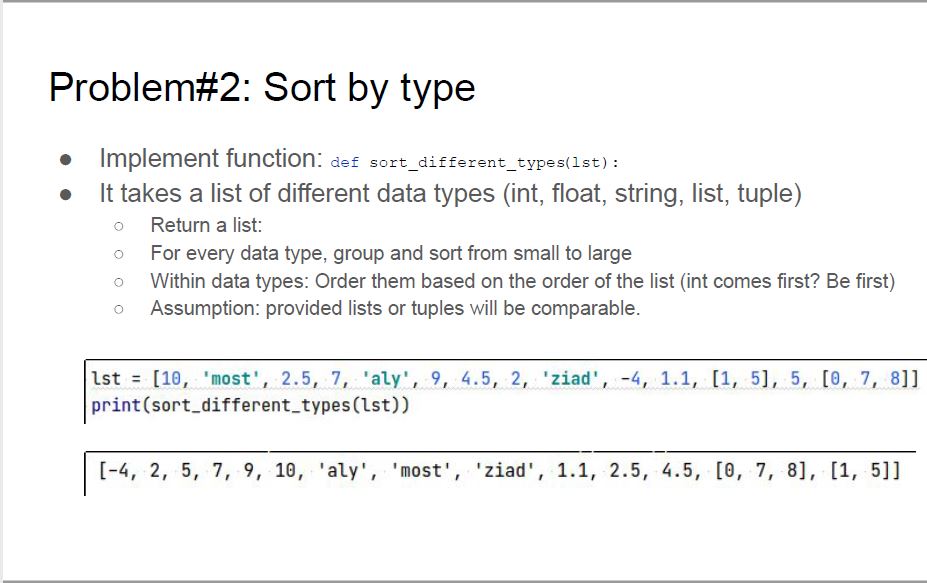 Problem#2: Sort by type
● Implement function: def sort_different_types(lst):
● It takes a list of different data types (int, float, string, list, tuple)
○ Return a list:
○ For every data type, group and sort from small to large
○ Within data types: Order them based on the order of the list (int comes first? Be first)
○ Assumption: provided lists or tuples will be comparable.
lst = [10, 'most', 2.5, 7, 'aly', 9, 4.5, 2, 'ziad', -4, 1.1, [1, 5], 5, [0, 7, 8]]
print(sort_different_types(lst))
[-4, 2, 5, 7, 9, 10, 'aly', 'most', 'ziad', 1.1, 2.5, 4.5, [0, 7, 8], [1, 5]]